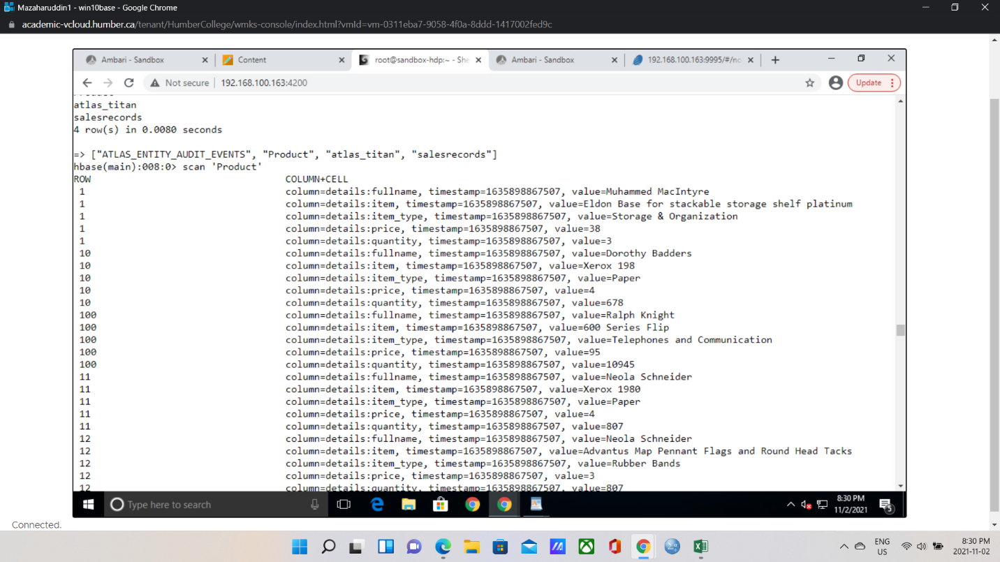 Mazaharuddin1 - win10base - Google Chrome
academic-vcloud.humber.ca/tenant/HumberCollege/wmks-console/index.html?vmId=vm-0311eba7-9058-4f0a-8ddd-1417002fed9c
Ambari - Sandbox
Content
root@sandbox-hdp:~ - She
Ambari - Sandbox
192.168.100.163:9995/#/no
Not secure | 192.168.100.163:4200
Update
atlas_titan
salesrecords
4 row(s) in 0.0080 seconds
=> ["ATLAS_ENTITY_AUDIT_EVENTS", "Product", "atlas_titan", "salesrecords"]
hbase(main):008:0> scan 'Product'
ROW COLUMN+CELL
1 column=details:fullname, timestamp=1635898867507, value=Muhammed MacIntyre
1 column=details:item, timestamp=1635898867507, value=Eldon Base for stackable storage shelf platinum
1 column=details:item_type, timestamp=1635898867507, value=Storage & Organization
1 column=details:price, timestamp=1635898867507, value=38
1 column=details:quantity, timestamp=1635898867507, value=3
10 column=details:fullname, timestamp=1635898867507, value=Dorothy Badders
10 column=details:item, timestamp=1635898867507, value=Xerox 198
10 column=details:item_type, timestamp=1635898867507, value=Paper
10 column=details:price, timestamp=1635898867507, value=4
10 column=details:quantity, timestamp=1635898867507, value=678
100 column=details:fullname, timestamp=1635898867507, value=Ralph Knight
100 column=details:item, timestamp=1635898867507, value=600 Series Flip
100 column=details:item_type, timestamp=1635898867507, value=Telephones and Communication
100 column=details:price, timestamp=1635898867507, value=95
100 column=details:quantity, timestamp=1635898867507, value=10945
11 column=details:fullname, timestamp=1635898867507, value=Neola Schneider
11 column=details:item, timestamp=1635898867507, value=Xerox 1980
11 column=details:item_type, timestamp=1635898867507, value=Paper
11 column=details:price, timestamp=1635898867507, value=4
11 column=details:quantity, timestamp=1635898867507, value=807
12 column=details:fullname, timestamp=1635898867507, value=Neola Schneider
12 column=details:item, timestamp=1635898867507, value=Advantus Map Pennant Flags and Round Head Tacks
12 column=details:item_type, timestamp=1635898867507, value=Rubber Bands
12 column=details:price, timestamp=1635898867507, value=3
12 column=details:quantity, timestamp=1635898867507, value=807
Type here to search
8:30 PM
11/2/2021
5
Connected.
ENG
US
8:30 PM
2021-11-02